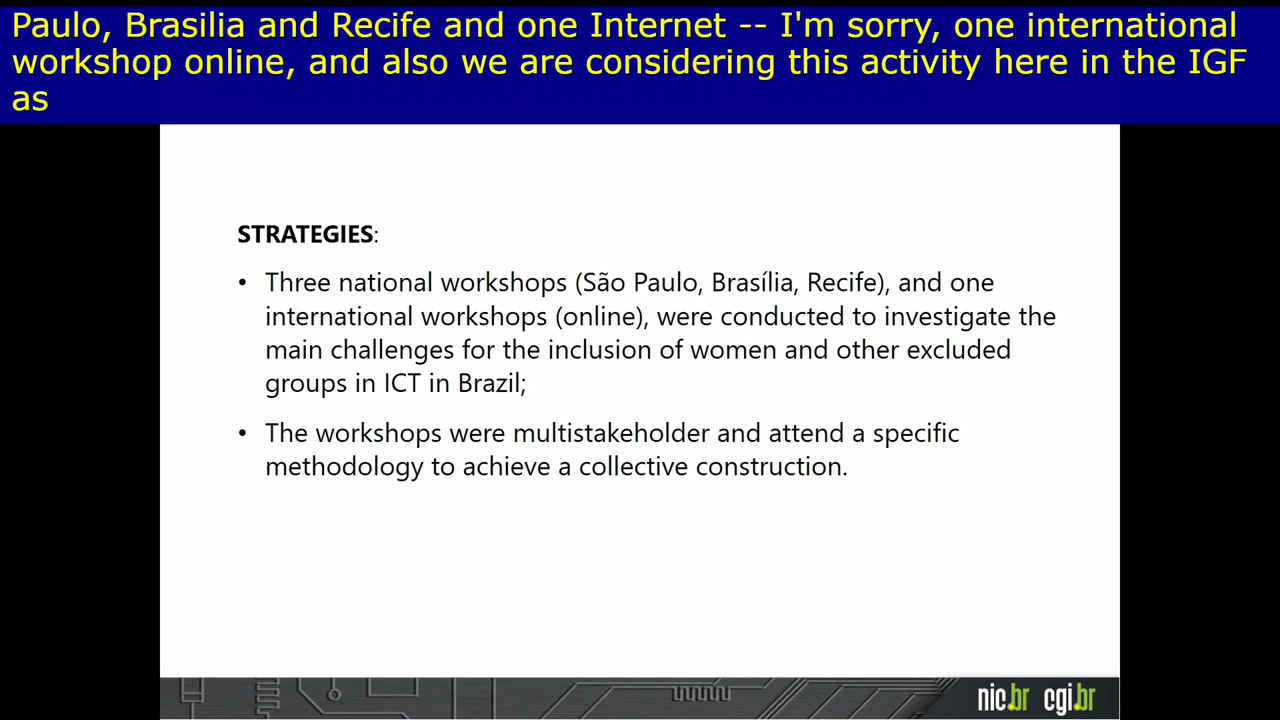 Paulo, Brasilia and Recife and one Internet -- I'm sorry, one international
workshop online, and also we are considering this activity here in the IGF
as
STRATEGIES:
• Three national workshops (São Paulo, Brasília, Recife), and one
international workshops (online), were conducted to investigate the
main challenges for the inclusion of women and other excluded
groups in ICT in Brazil;
• The workshops were multistakeholder and attend a specific
methodology to achieve a collective construction.
nic.br cgi.br